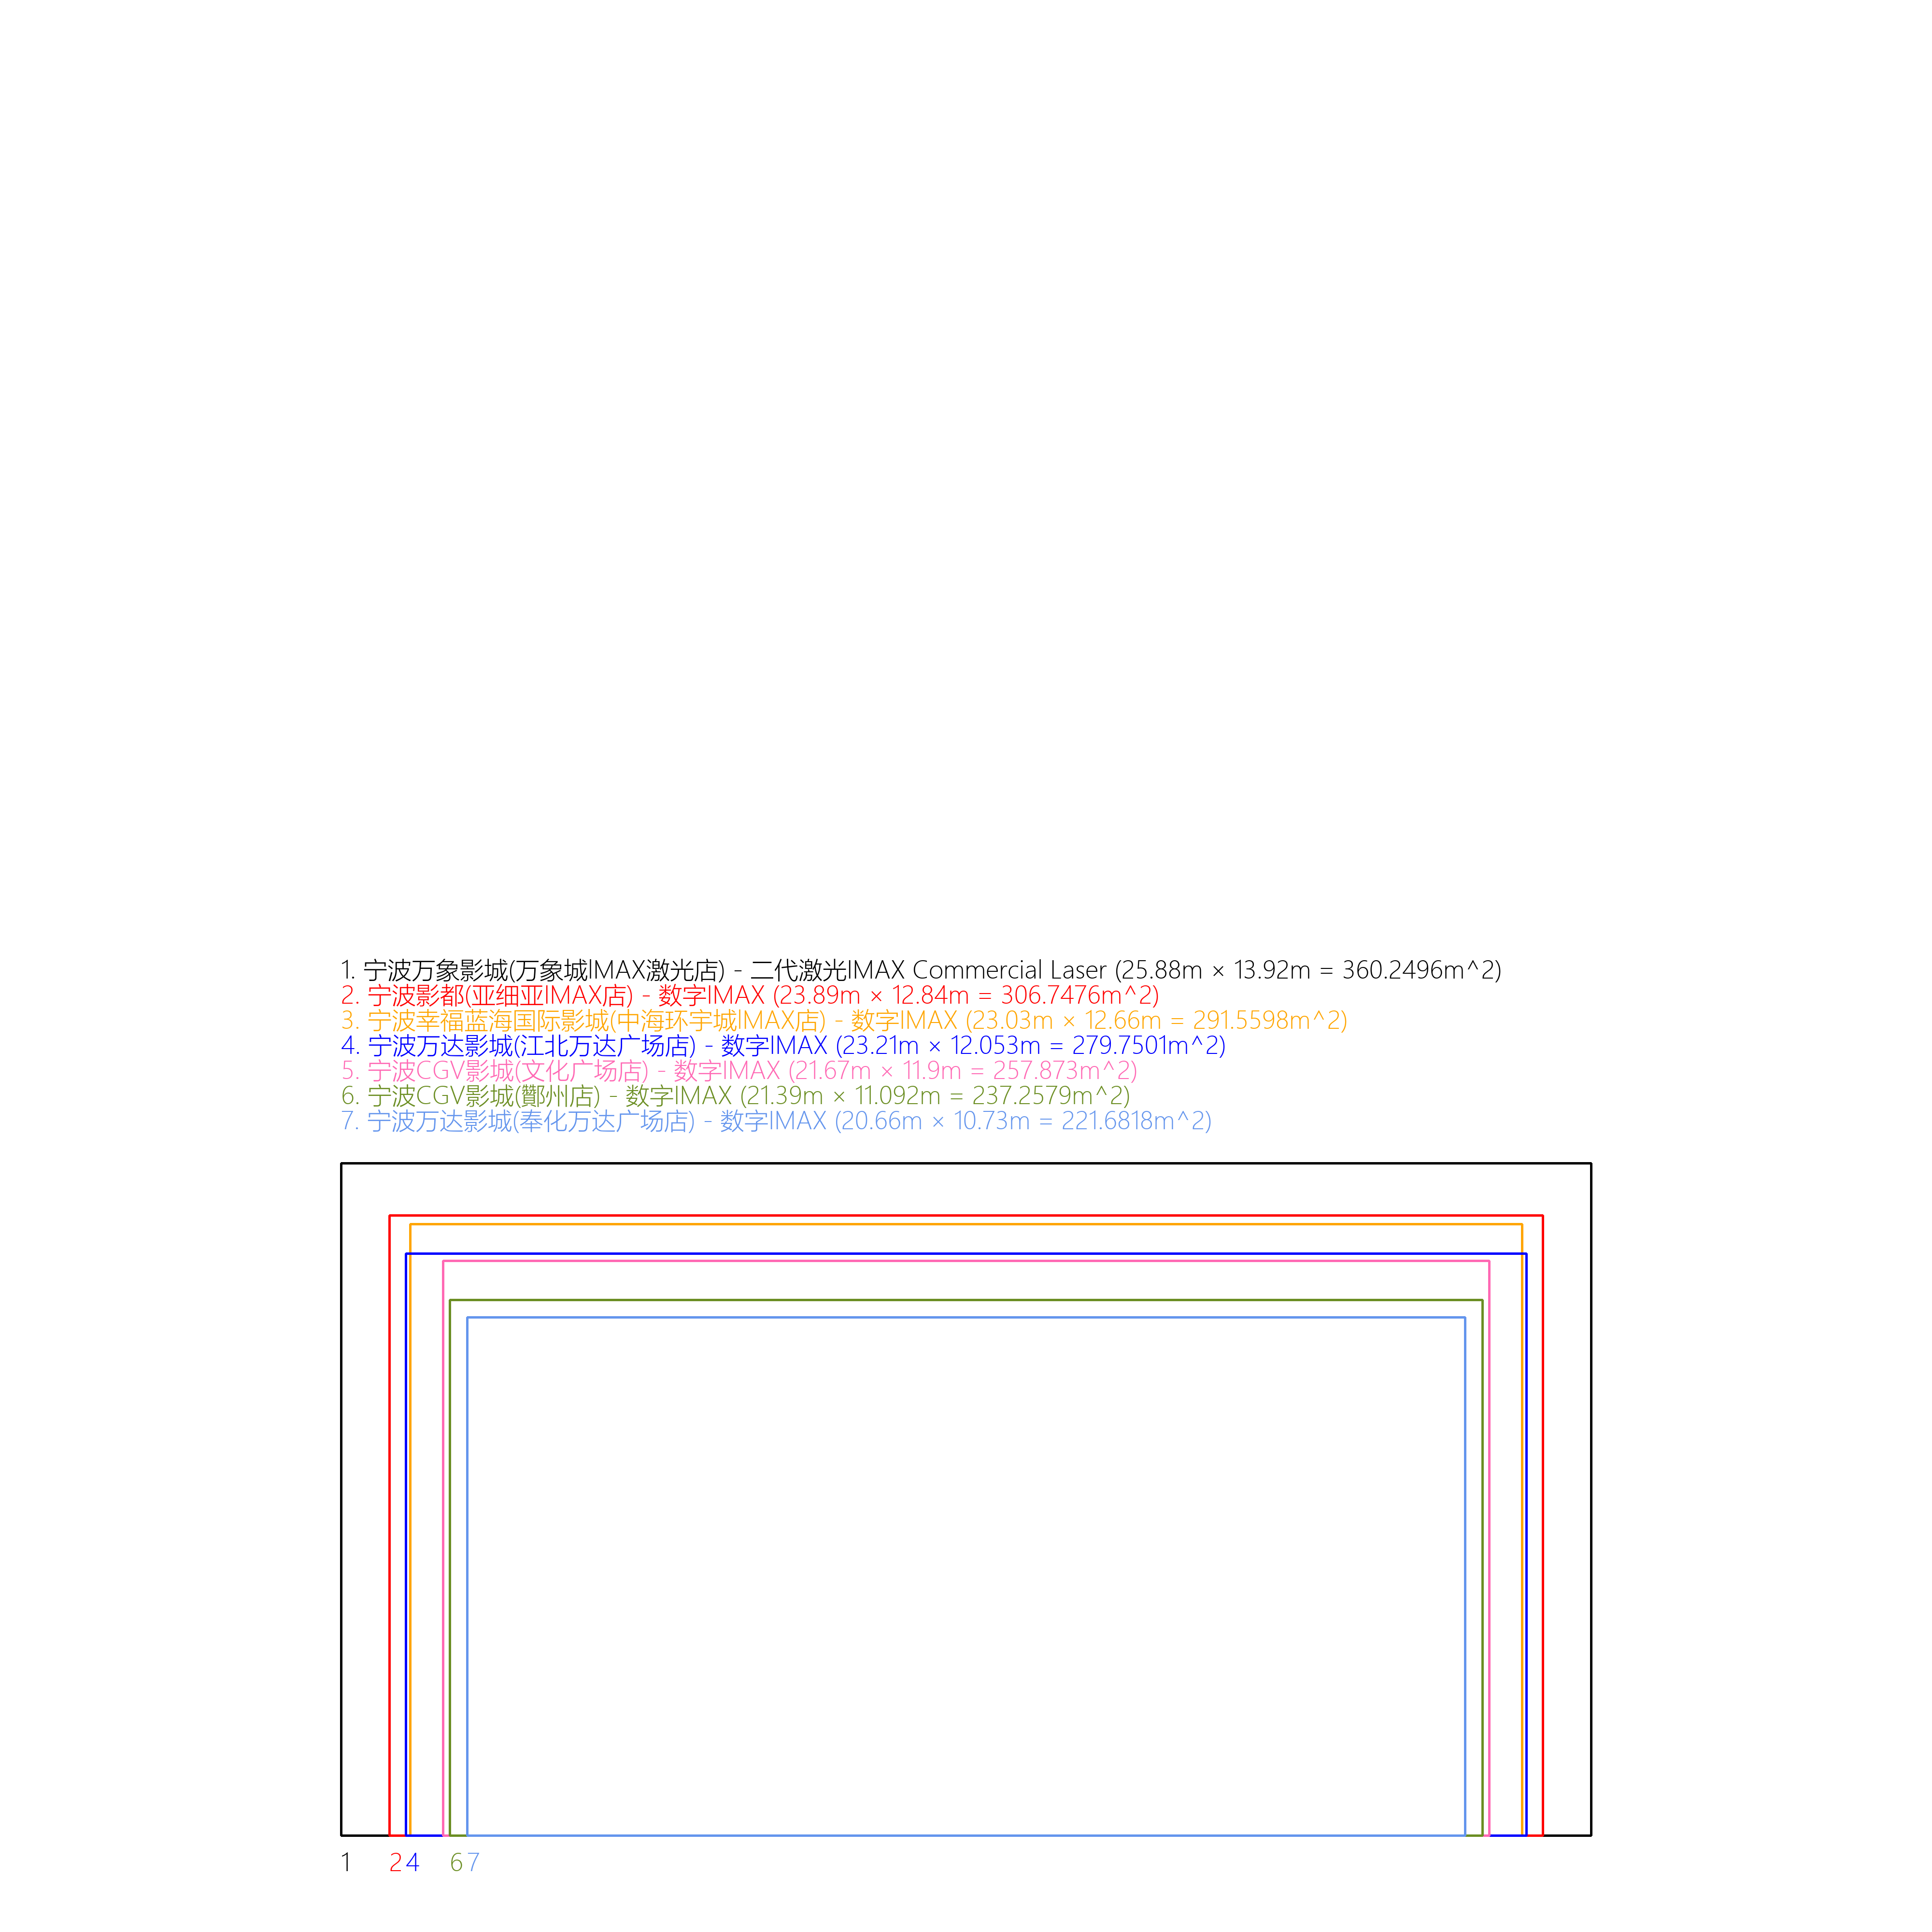 1. 宁波万象影城(万象城IMAX激光店) - 二代激光IMAX Commercial Laser (25.88m × 13.92m = 360.2496m^2)
2. 宁波影都(亚细亚IMAX店) - 数字IMAX (23.89m × 12.84m = 306.7476m^2)
3. 宁波幸福蓝海国际影城(中海环宇城IMAX店) - 数字IMAX (23.03m × 12.66m = 291.5598m^2)
4. 宁波万达影城(江北万达广场店) - 数字IMAX (23.21m × 12.053m = 279.7501m^2)
5. 宁波CGV影城(文化广场店) - 数字IMAX (21.67m × 11.9m = 257.873m^2)
6. 宁波CGV影城(酇州店) - 数字IMAX (21.39m × 11.092m = 237.2579m^2)
7. 宁波万达影城(奉化万达广场店) - 数字IMAX (20.66m × 10.73m = 221.6818m^2)
1 2 4 6 7